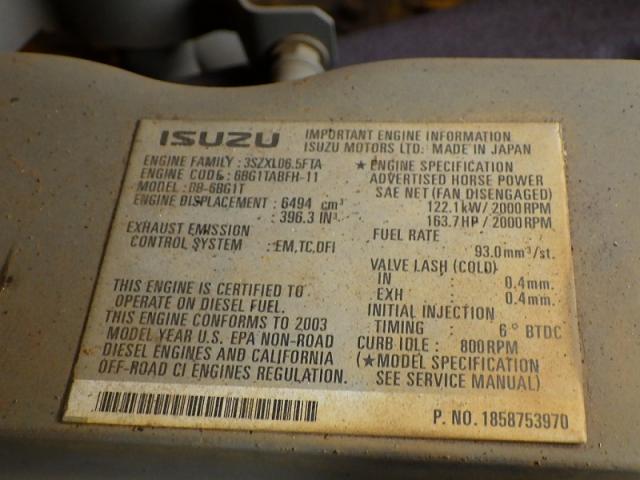 ISUZU
IMPORTANT ENGINE INFORMATION
ISUZU MOTORS LTD. MADE IN JAPAN
ENGINE FAMILY : 3SZXL06.5FTA
ENGINE CODE : 6BG1TABFH-11
MODEL : BB-6BG1T
ENGINE DISPLACEMENT : 6494 cm³
: 396.3 IN³
EXHAUST EMISSION
CONTROL SYSTEM : EM,TC,DFI
THIS ENGINE IS CERTIFIED TO
OPERATE ON DIESEL FUEL.
THIS ENGINE CONFORMS TO 2003
MODEL YEAR U.S. EPA NON-ROAD
DIESEL ENGINES AND CALIFORNIA
OFF-ROAD CI ENGINES REGULATION.
★ ENGINE SPECIFICATION
ADVERTISED HORSE POWER
SAE NET (FAN DISENGAGED)
122.1kW / 2000RPM
163.7HP / 2000RPM
FUEL RATE
93.0mm³/st.
VALVE LASH (COLD)
IN : 0.4mm.
EXH : 0.4mm.
INITIAL INJECTION
TIMING : 6° BTDC
CURB IDLE : 800RPM
(★MODEL SPECIFICATION
SEE SERVICE MANUAL)
P. NO. 1858753970